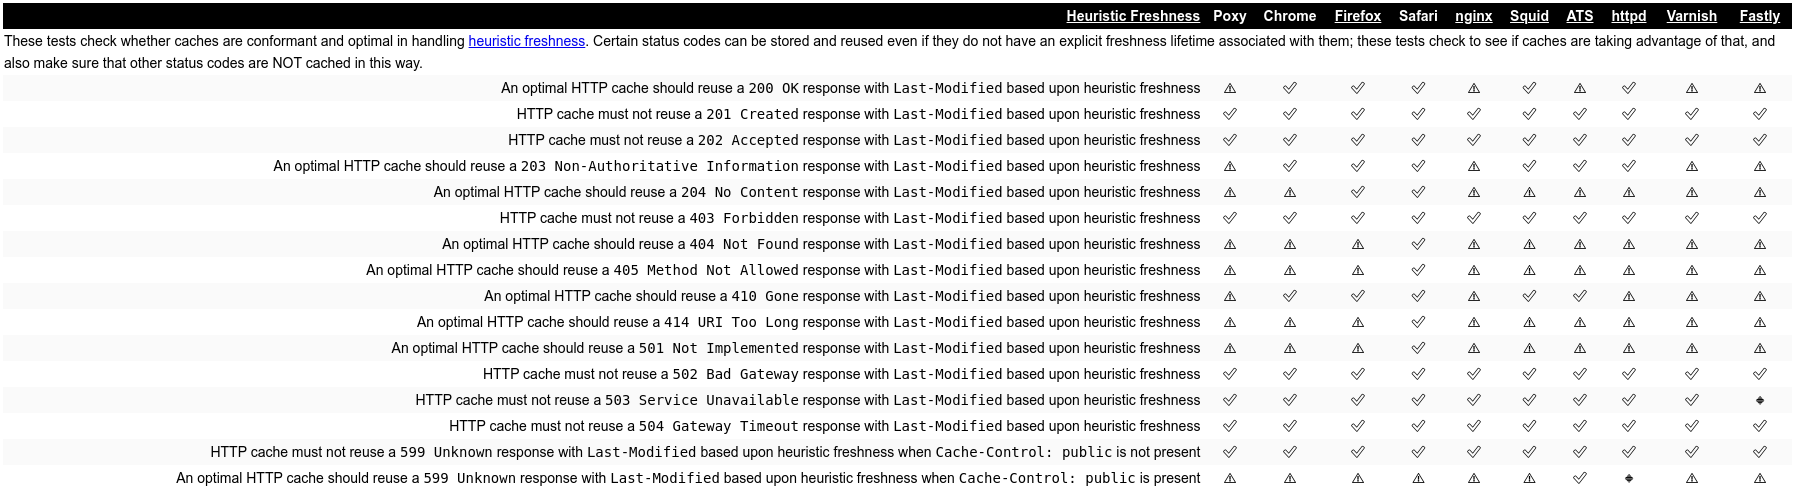 Heuristic Freshness Poxy Chrome Firefox Safari nginx Squid ATS httpd Varnish Fastly
These tests check whether caches are conformant and optimal in handling heuristic freshness. Certain status codes can be stored and reused even if they do not have an explicit freshness lifetime associated with them; these tests check to see if caches are taking advantage of that, and
also make sure that other status codes are NOT cached in this way.
An optimal HTTP cache should reuse a 200 OK response with Last-Modified based upon heuristic freshness
HTTP cache must not reuse a 201 Created response with Last-Modified based upon heuristic freshness
HTTP cache must not reuse a 202 Accepted response with Last-Modified based upon heuristic freshness
An optimal HTTP cache should reuse a 203 Non-Authoritative Information response with Last-Modified based upon heuristic freshness
An optimal HTTP cache should reuse a 204 No Content response with Last-Modified based upon heuristic freshness
HTTP cache must not reuse a 403 Forbidden response with Last-Modified based upon heuristic freshness
An optimal HTTP cache should reuse a 404 Not Found response with Last-Modified based upon heuristic freshness
An optimal HTTP cache should reuse a 405 Method Not Allowed response with Last-Modified based upon heuristic freshness
An optimal HTTP cache should reuse a 410 Gone response with Last-Modified based upon heuristic freshness
An optimal HTTP cache should reuse a 414 URI Too Long response with Last-Modified based upon heuristic freshness
An optimal HTTP cache should reuse a 501 Not Implemented response with Last-Modified based upon heuristic freshness
HTTP cache must not reuse a 502 Bad Gateway response with Last-Modified based upon heuristic freshness
HTTP cache must not reuse a 503 Service Unavailable response with Last-Modified based upon heuristic freshness
HTTP cache must not reuse a 504 Gateway Timeout response with Last-Modified based upon heuristic freshness
HTTP cache must not reuse a 599 Unknown response with Last-Modified based upon heuristic freshness when Cache-Control: public is not present
An optimal HTTP cache should reuse a 599 Unknown response with Last-Modified based upon heuristic freshness when Cache-Control: public is present